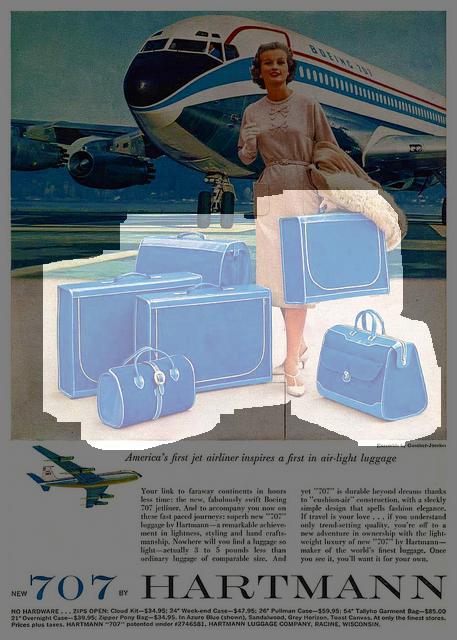 BOEING 707
Ensemble by Gunther-Jaeckel
America's first jet airliner inspires a first in air-light luggage
Your link to faraway continents in hours
less time: the new, fabulously swift Boeing
707 jetliner. And to accompany you on
these fast paced journeys: superb new "707"
luggage by Hartmann—a remarkable achieve-
ment in lightness, styling and hand crafts-
manship. Nowhere will you find a luggage so
light—actually 3 to 5 pounds less than
ordinary luggage of comparable size. And
yet "707" is durable beyond dreams thanks
to "cushion-air" construction, with a sleekly
simple design that spells fashion elegance.
If travel is your love . . . if you understand
only trend-setting quality, you're off to a
new adventure in ownership with the light-
weight luxury of new "707" by Hartmann—
maker of the world's finest luggage. Once
you see it, you'll want it for your own.
NEW 707 BY HARTMANN
NO HARDWARE . . . ZIPS OPEN: Cloud Kit—$34.95; 24" Week-end Case—$47.95; 26" Pullman Case—$59.95; 54" Tallyho Garment Bag—$85.00
21" Overnight Case—$39.95; Zipper Pony Bag—$34.95. In Azure Blue (shown), Sandalwood, Grey Horizon, Toast Canvas. At only the finest stores.
Prices plus taxes. HARTMANN "707" patented under #2746581. HARTMANN LUGGAGE COMPANY, RACINE, WISCONSIN.